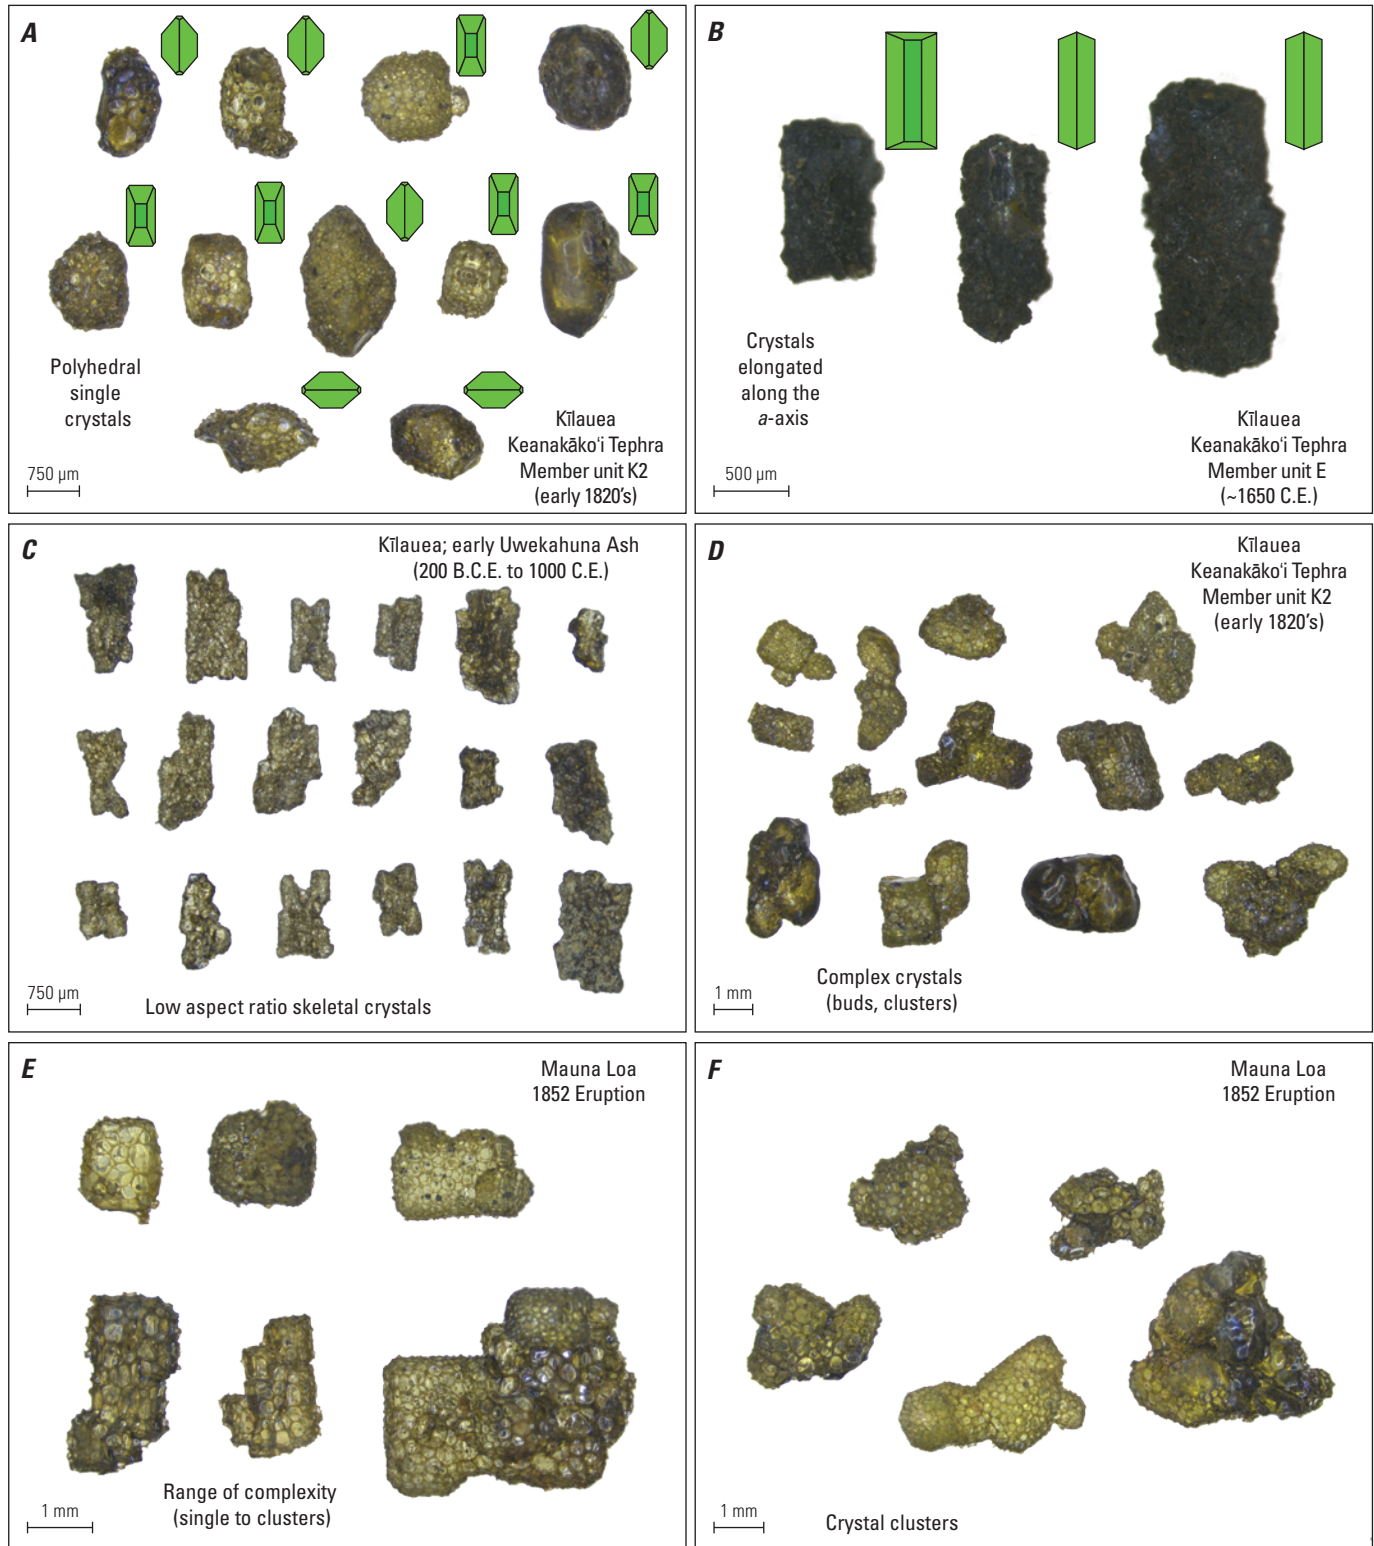 A
Polyhedral
single
crystals
750 µm
Kīlauea
Keanakākoʻi Tephra
Member unit K2
(early 1820’s)
B
Crystals
elongated
along the
a-axis
500 µm
Kīlauea
Keanakākoʻi Tephra
Member unit E
(~1650 C.E.)
C
Kīlauea; early Uwekahuna Ash
(200 B.C.E. to 1000 C.E.)
750 µm
Low aspect ratio skeletal crystals
D
Kīlauea
Keanakākoʻi Tephra
Member unit K2
(early 1820’s)
1 mm
Complex crystals
(buds, clusters)
E
Mauna Loa
1852 Eruption
1 mm
Range of complexity
(single to clusters)
F
Mauna Loa
1852 Eruption
1 mm
Crystal clusters